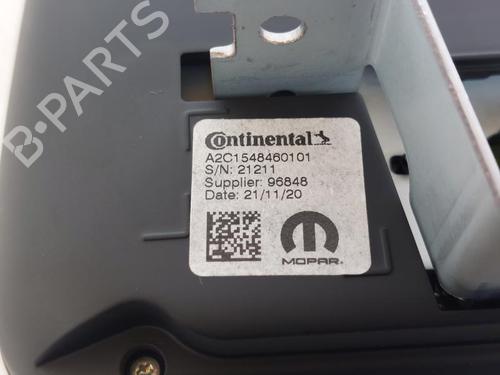 B-PARTS
Continental
A2C1548460101
S/N: 21211
Supplier: 96848
Date: 21/11/20
MOPAR